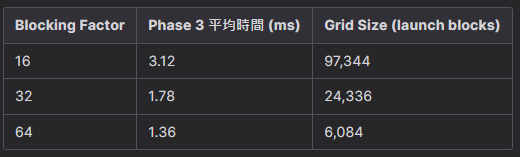 Blocking Factor Phase 3 平均時間 (ms) Grid Size (launch blocks)
16 3.12 97,344
32 1.78 24,336
64 1.36 6,084